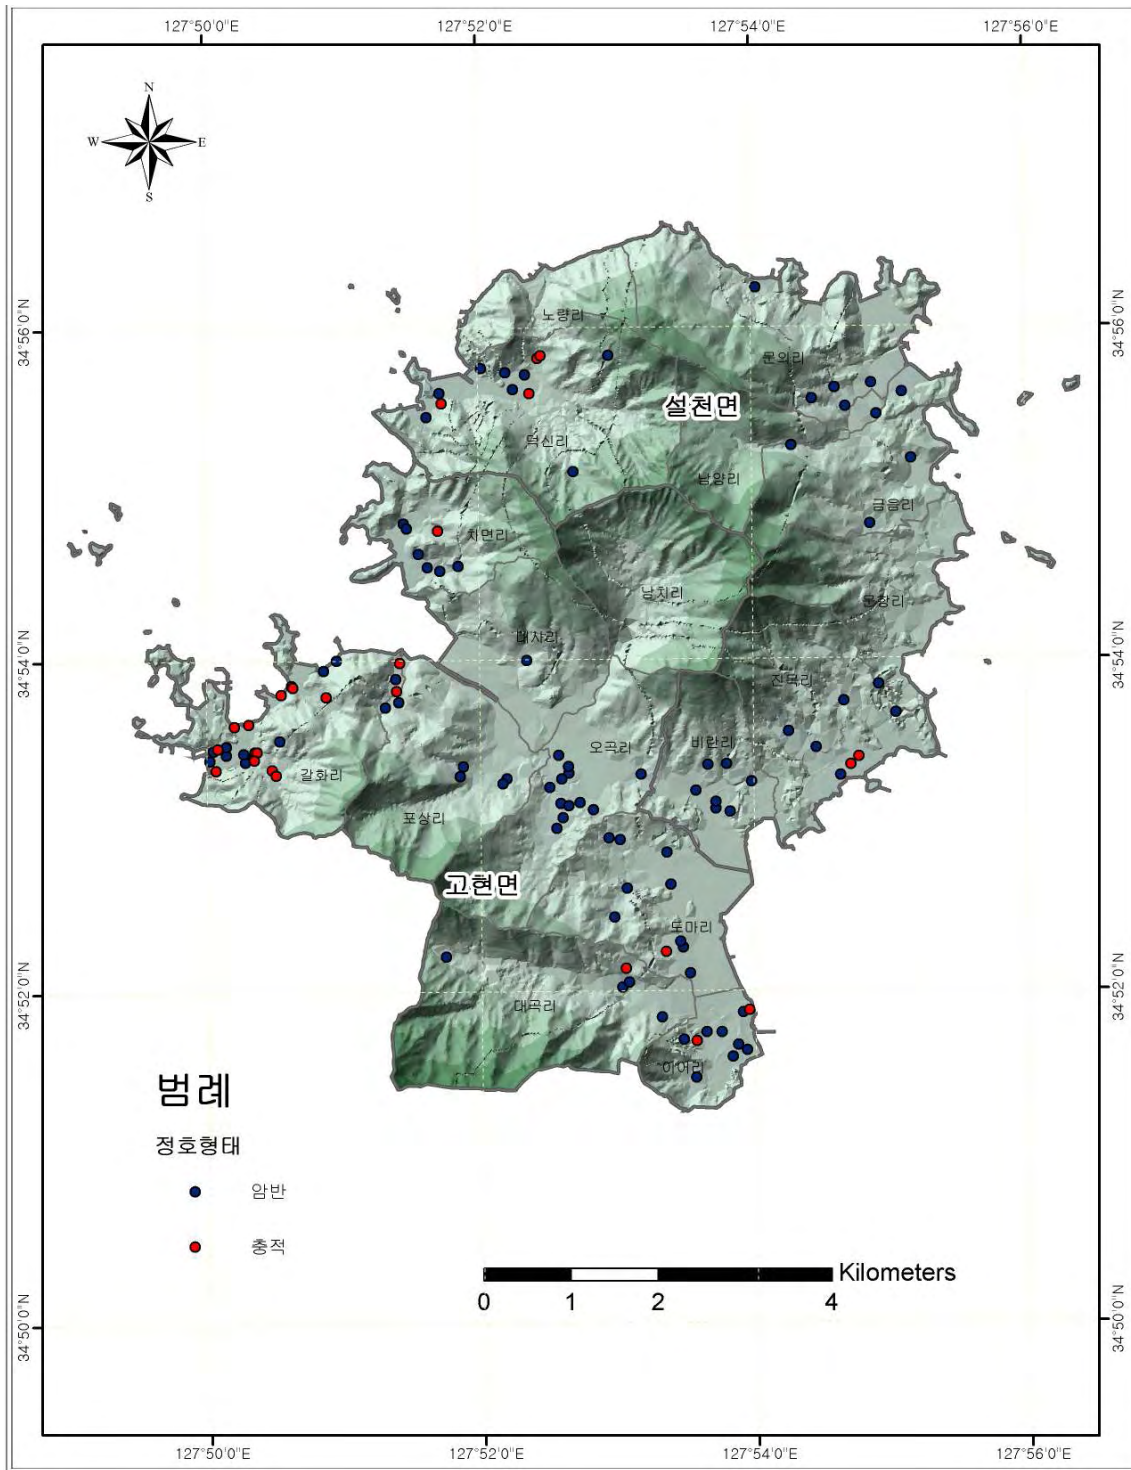 127°50'0"E
127°52'0"E
127°54'0"E
127°56'0"E
N
W
E
S
34°56'0"N
34°56'0"N
노량리
문의리
설천면
덕신리
남양리
금음리
차면리
남치리
문항리
대사리
34°54'0"N
34°54'0"N
진목리
비란리
오곡리
갈화리
포상리
고현면
도마리
34°52'0"N
34°52'0"N
대곡리
이어리
범례
정호형태
암반
충적
Kilometers
0
1
2
4
34°50'0"N
34°50'0"N
127°50'0"E
127°52'0"E
127°54'0"E
127°56'0"E